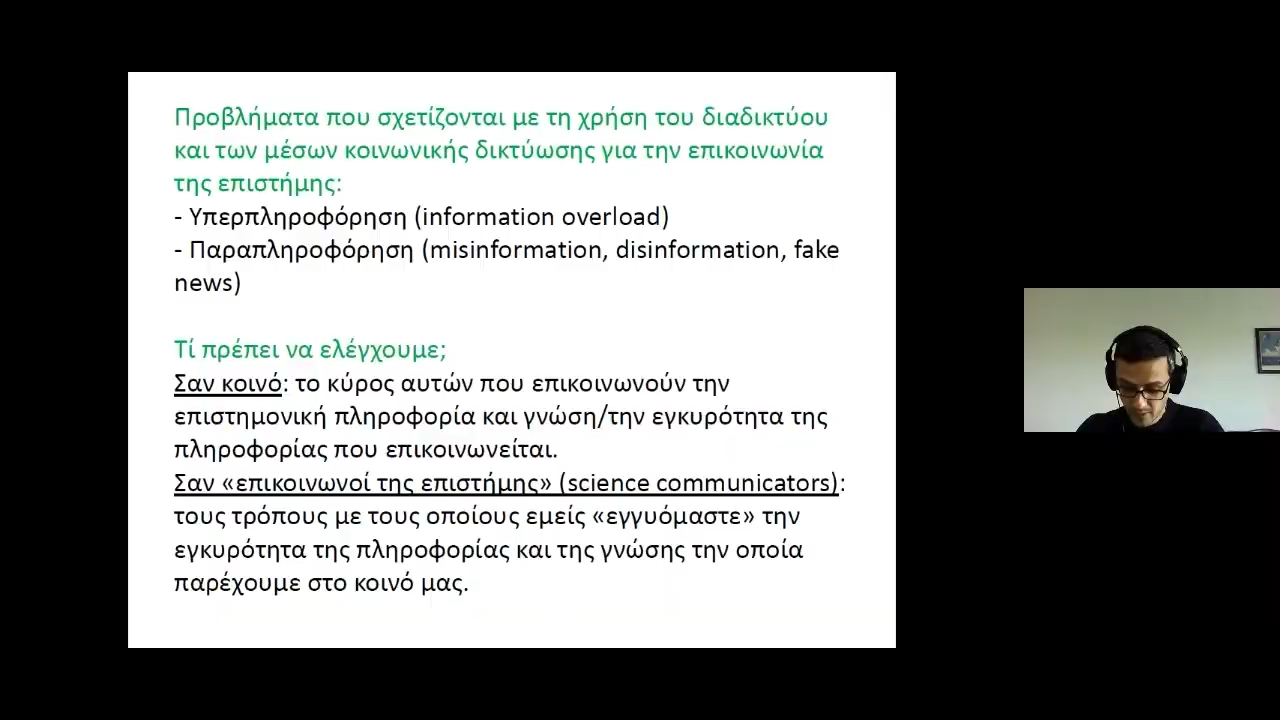 Προβλήματα που σχετίζονται με τη χρήση του διαδικτύου
και των μέσων κοινωνικής δικτύωσης για την επικοινωνία
της επιστήμης:
- Υπερπληροφόρηση (information overload)
- Παραπληροφόρηση (misinformation, disinformation, fake
news)
Τί πρέπει να ελέγχουμε;
Σαν κοινό: το κύρος αυτών που επικοινωνούν την
επιστημονική πληροφορία και γνώση/την εγκυρότητα της
πληροφορίας που επικοινωνείται.
Σαν «επικοινωνοί της επιστήμης» (science communicators):
τους τρόπους με τους οποίους εμείς «εγγυόμαστε» την
εγκυρότητα της πληροφορίας και της γνώσης την οποία
παρέχουμε στο κοινό μας.